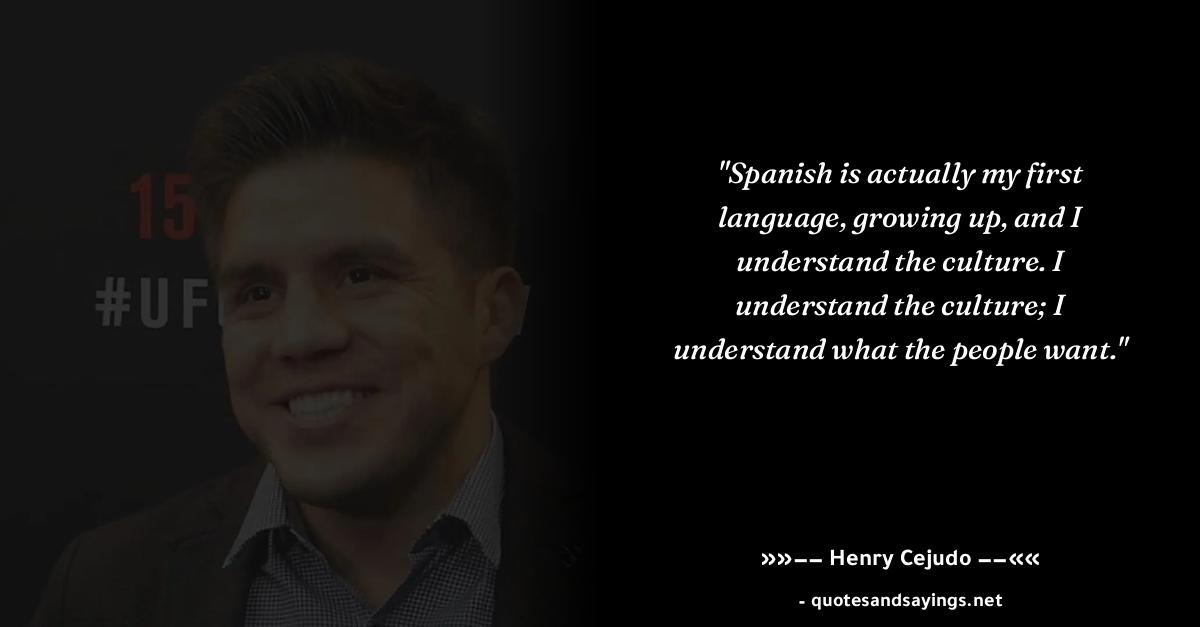 15
#UF
"Spanish is actually my first
language, growing up, and I
understand the culture. I
understand the culture; I
understand what the people want."
»»–– Henry Cejudo ––««
- quotesandsayings.net